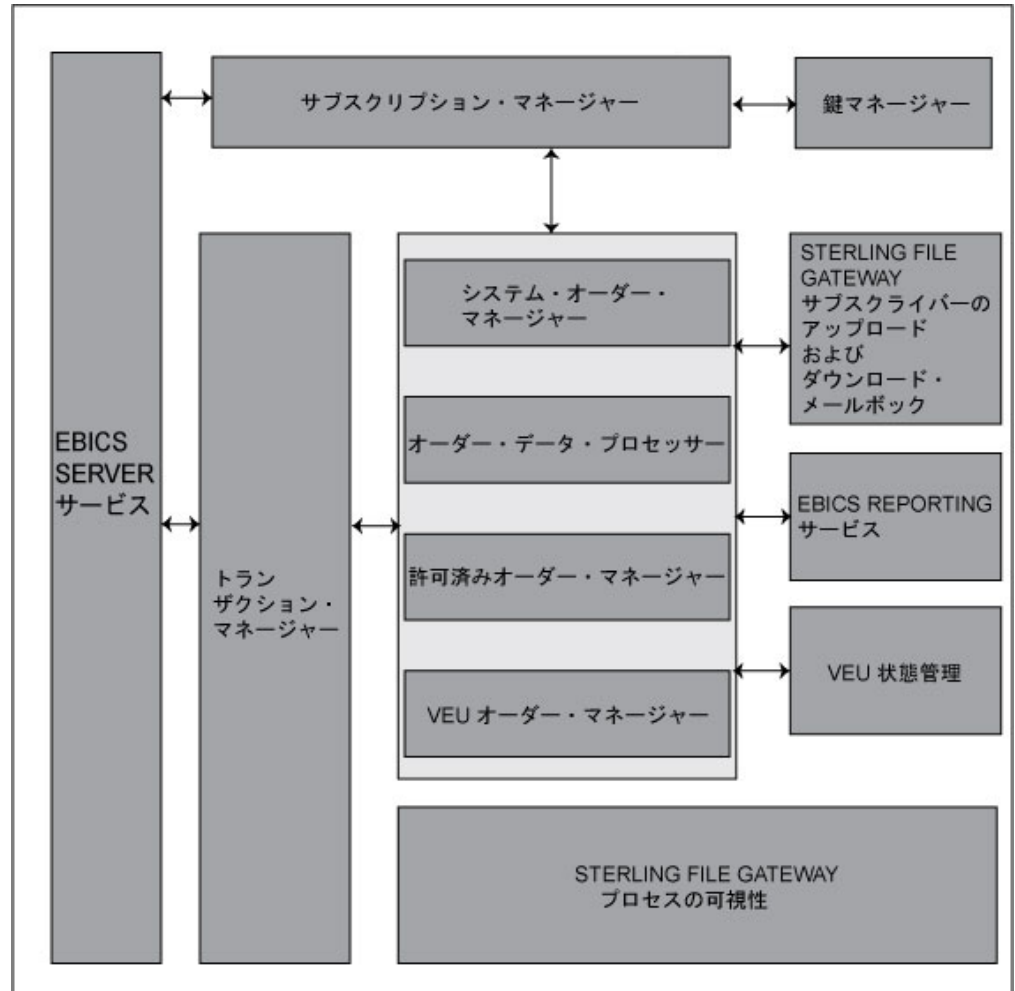 サブスクリプション・マネージャー
鍵マネージャー
EBICS
SERVER
サービス
トラン
ザクション・
マネージャー
システム・オーダー・
マネージャー
オーダー・データ・プロセッサー
許可済みオーダー・マネージャー
VEU オーダー・マネージャー
STERLING FILE
GATEWAY
サブスクライバーの
アップロード
および
ダウンロード・
メールボック
EBICS REPORTING
サービス
VEU 状態管理
STERLING FILE GATEWAY
プロセスの可視性